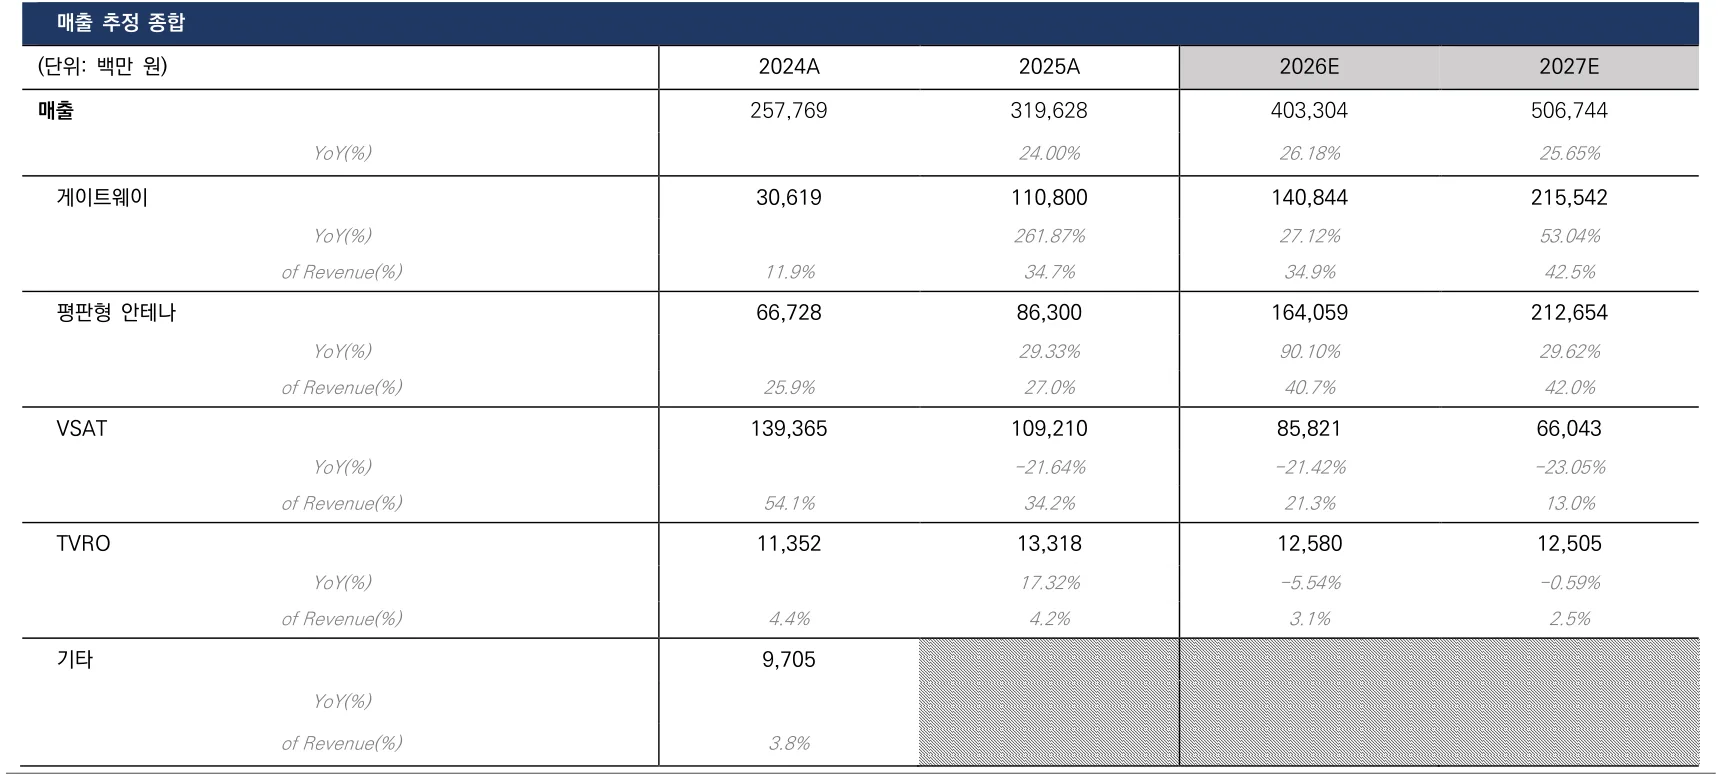 매출 추정 종합
(단위: 백만 원) 2024A 2025A 2026E 2027E
매출 257,769 319,628 403,304 506,744
YoY(%) 24.00% 26.18% 25.65%
게이트웨이 30,619 110,800 140,844 215,542
YoY(%) 261.87% 27.12% 53.04%
of Revenue(%) 11.9% 34.7% 34.9% 42.5%
평판형 안테나 66,728 86,300 164,059 212,654
YoY(%) 29.33% 90.10% 29.62%
of Revenue(%) 25.9% 27.0% 40.7% 42.0%
VSAT 139,365 109,210 85,821 66,043
YoY(%) -21.64% -21.42% -23.05%
of Revenue(%) 54.1% 34.2% 21.3% 13.0%
TVRO 11,352 13,318 12,580 12,505
YoY(%) 17.32% -5.54% -0.59%
of Revenue(%) 4.4% 4.2% 3.1% 2.5%
기타 9,705
YoY(%)
of Revenue(%) 3.8%